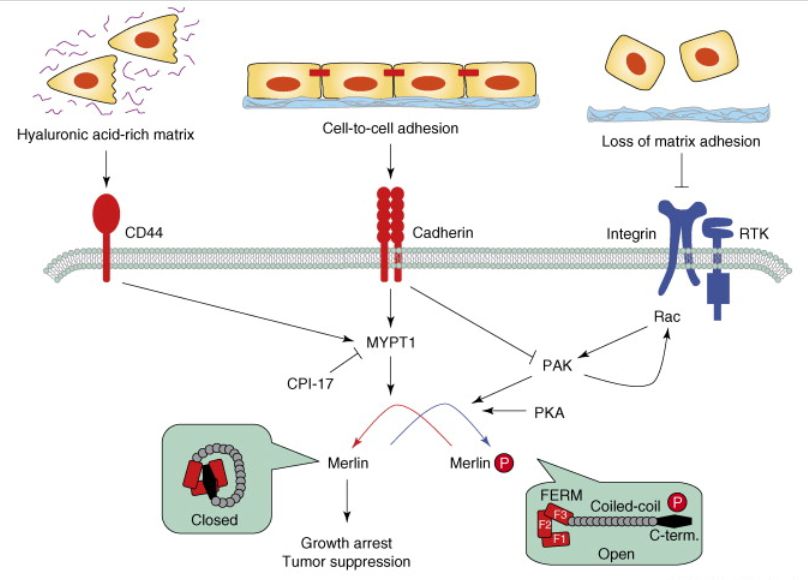 Hyaluronic acid-rich matrix
Cell-to-cell adhesion
Loss of matrix adhesion
CD44
Cadherin
Integrin
RTK
MYPT1
Rac
CPI-17
PAK
PKA
Merlin
Merlin P
Closed
Growth arrest
Tumor suppression
FERM
Coiled-coil P
F3
F2
F1
C-term.
Open